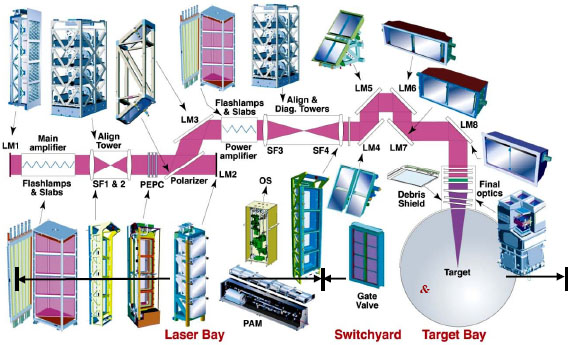 LM1
Main
amplifier
Flashlamps
& Slabs
Align
Tower
SF1 & 2
PEPC
LM3
Polarizer
LM2
Flashlamps
& Slabs
Power
amplifier
Align &
Diag. Towers
SF3
SF4
LM5
LM4
LM6
LM7
LM8
Debris
Shield
Final
optics
Target
&
OS
PAM
Gate
Valve
Laser Bay
Switchyard
Target Bay